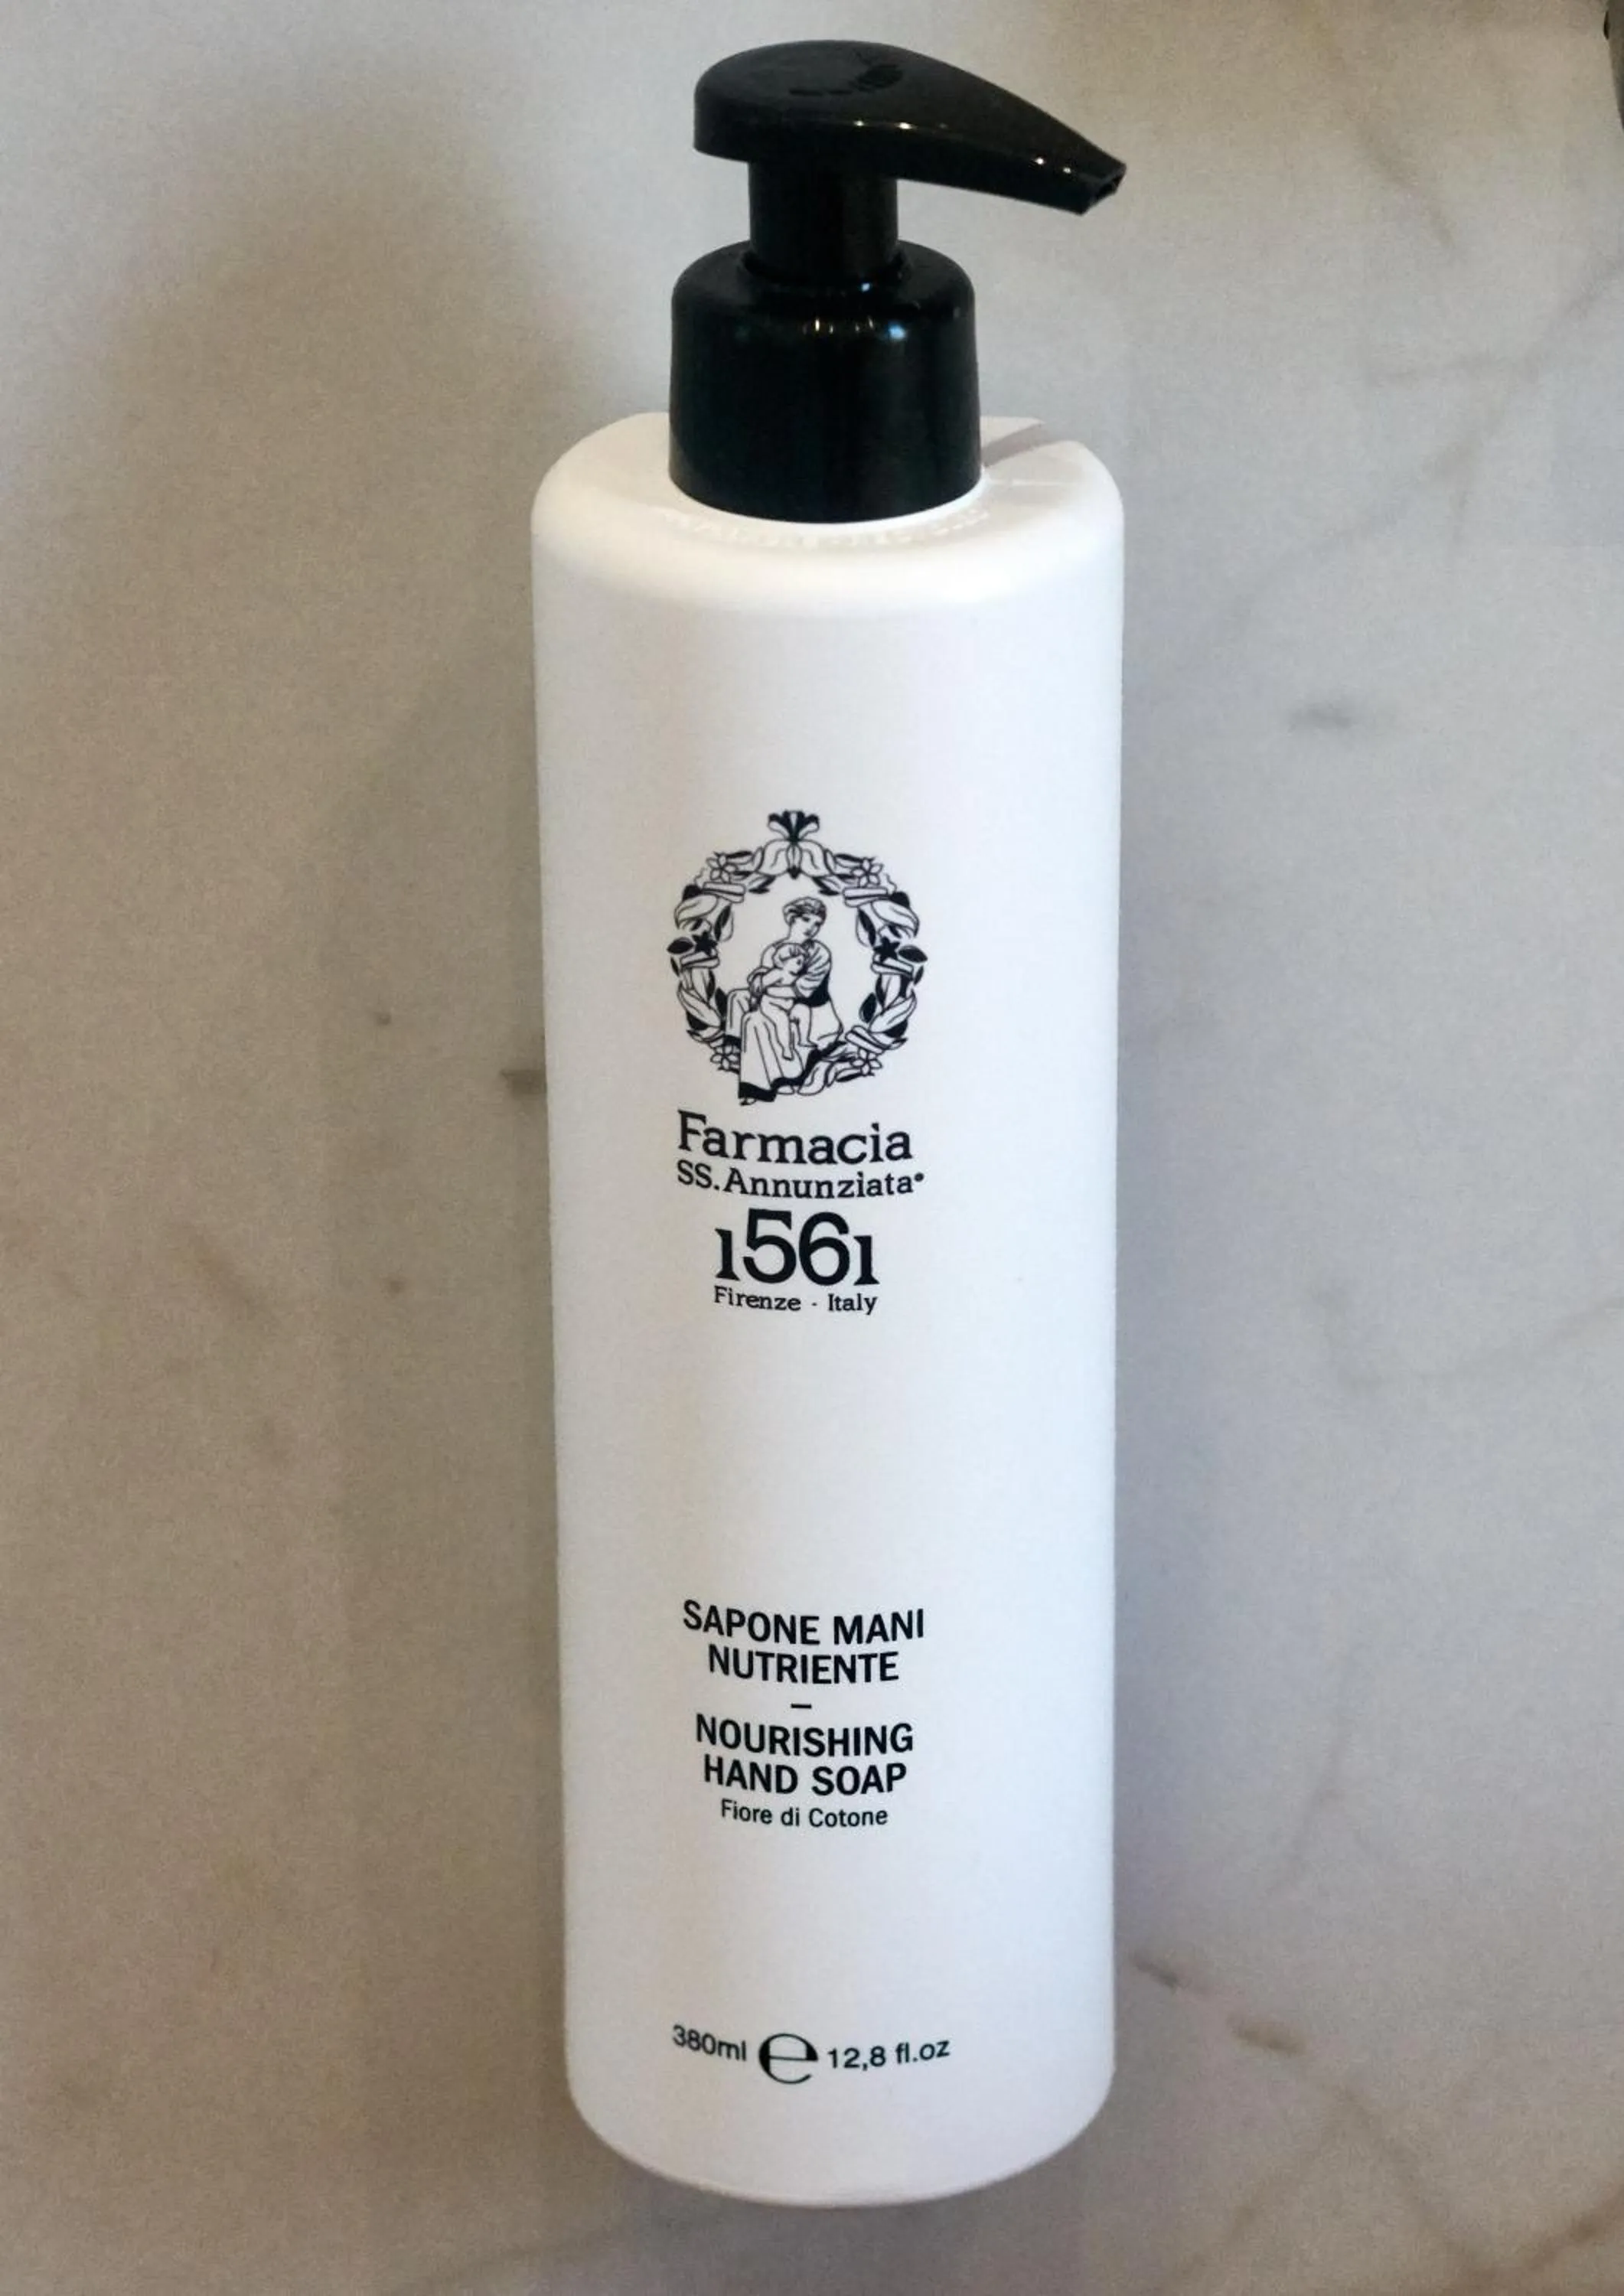 Farmacia
SS.Annunziata®
1561
Firenze · Italy
SAPONE MANI
NUTRIENTE
–
NOURISHING
HAND SOAP
Fiore di Cotone
380ml ℮ 12,8 fl.oz